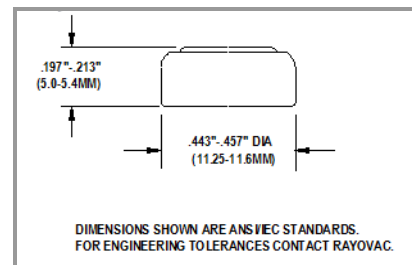 .197"-.213"
(5.0-5.4MM)
.443"-.457" DIA
(11.25-11.6MM)
DIMENSIONS SHOWN ARE ANSI/IEC STANDARDS.
FOR ENGINEERING TOLERANCES CONTACT RAYOVAC.